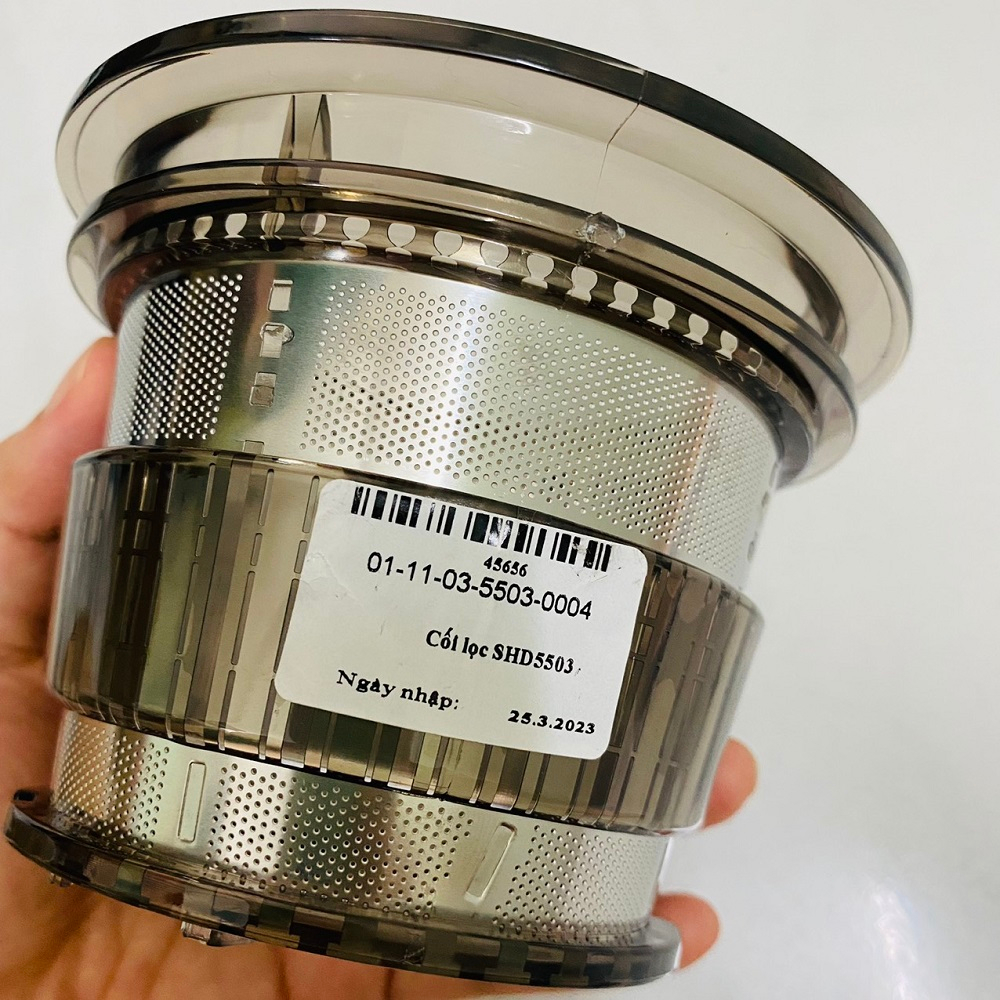 45656
01-11-03-5503-0004
Cối lọc SHD5503
Ngày nhập:
25.3.2023